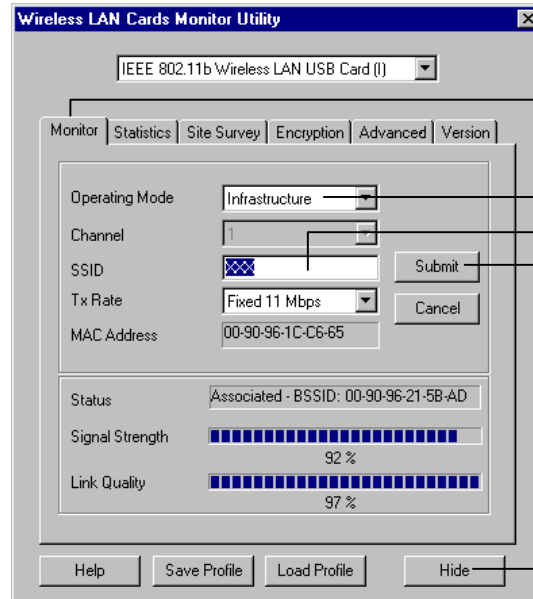 Wireless LAN Cards Monitor Utility
IEEE 802.11b Wireless LAN USB Card (I)
Monitor Statistics Site Survey Encryption Advanced Version
Operating Mode Infrastructure
Channel 1
SSID XXX Submit
Tx Rate Fixed 11 Mbps Cancel
MAC Address 00-90-96-1C-C6-65
Status Associated - BSSID: 00-90-96-21-5B-AD
Signal Strength
92 %
Link Quality
97 %
Help Save Profile Load Profile Hide